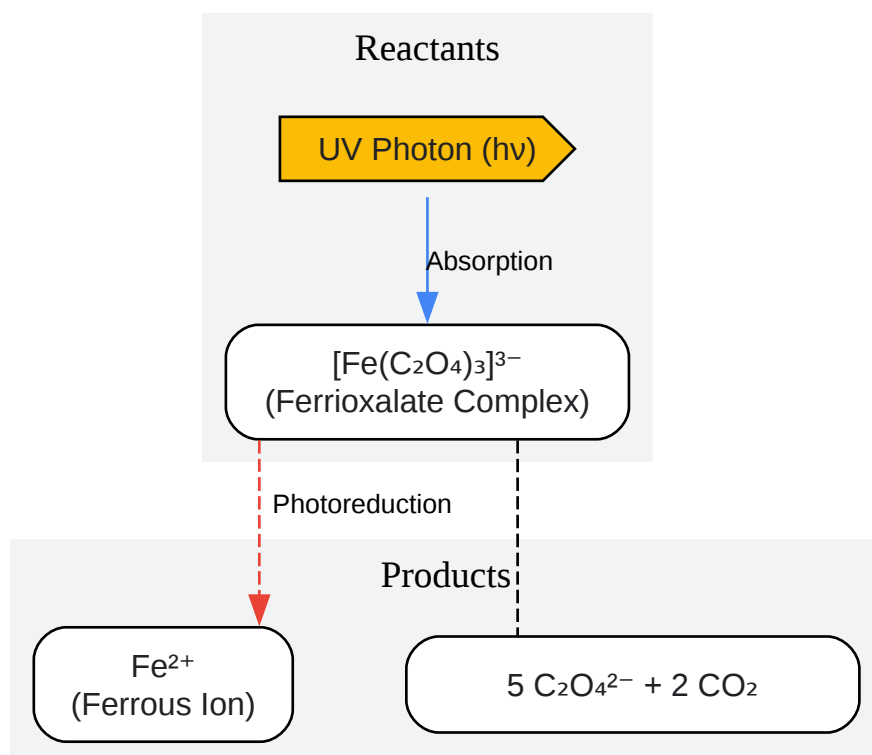 Reactants
UV Photon (hν)
Absorption
[Fe(C₂O₄)₃]³⁻
(Ferrioxalate Complex)
Photoreduction
Products
Fe²⁺
(Ferrous Ion)
5 C₂O₄²⁻ + 2 CO₂